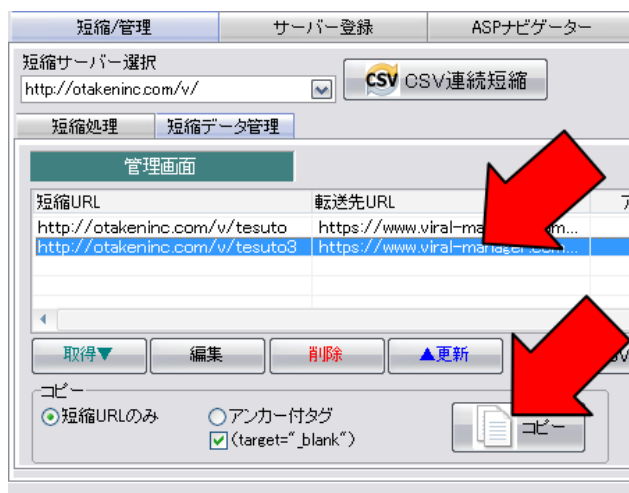 短縮/管理 サーバー登録 ASPナビゲーター
短縮サーバー選択
http://otakeninc.com/v/
CSV CSV連続短縮
短縮処理 短縮データ管理
管理画面
短縮URL 転送先URL ア
http://otakeninc.com/v/tesuto https://www.viral-ma m...
http://otakeninc.com/v/tesuto3 https://www.viral-manager.com...
取得▼ 編集 削除 ▲更新 SV
コピー
短縮URLのみ アンカー付タグ
(target="_blank") コピー